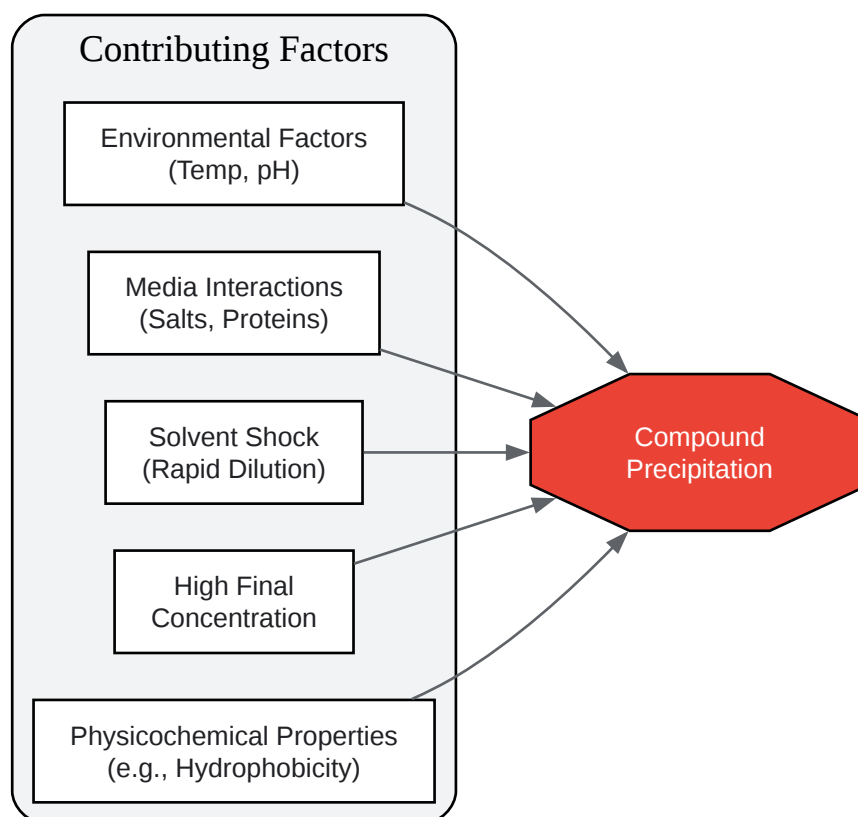 Contributing Factors
Environmental Factors
(Temp, pH)
Media Interactions
(Salts, Proteins)
Solvent Shock
(Rapid Dilution)
High Final
Concentration
Physicochemical Properties
(e.g., Hydrophobicity)
Compound
Precipitation